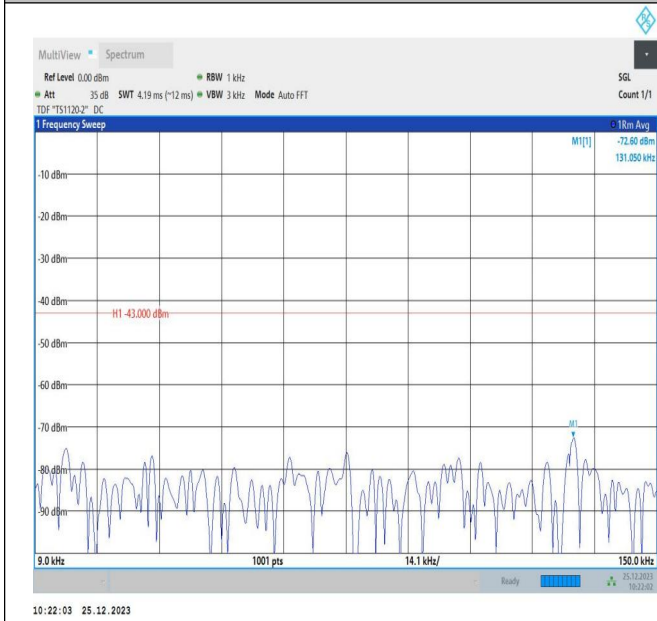 MultiView Spectrum
Ref Level 0.00 dBm RBW 1 kHz SGL
Att 35 dB SWT 4.19 ms (~12 ms) VBW 3 kHz Mode Auto FFT Count 1/1
TDF "TS1120-2" DC
1 Frequency Sweep 1Rm Avg
M1[1] -72.60 dBm
131.050 kHz
-10 dBm
-20 dBm
-30 dBm
-40 dBm
H1 -43.000 dBm
-50 dBm
-60 dBm
-70 dBm
M1
-80 dBm
-90 dBm
9.0 kHz 1001 pts 14.1 kHz/ 150.0 kHz
Ready 25.12.2023
10:22:02
10:22:03 25.12.2023